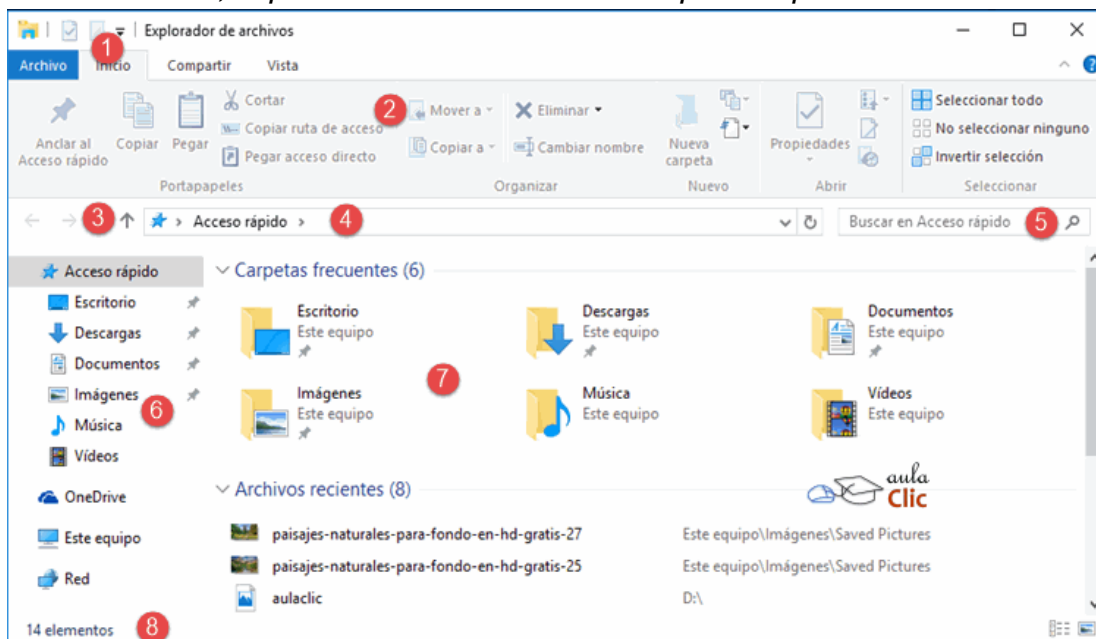 Explorador de archivos
1
Archivo Inicio Compartir Vista
Anclar al Acceso rápido
Copiar
Pegar
Cortar
Copiar ruta de acceso
Pegar acceso directo
Portapapeles
2
Mover a
Copiar a
Eliminar
Cambiar nombre
Organizar
Nueva carpeta
Nuevo
Propiedades
Abrir
Seleccionar todo
No seleccionar ninguno
Invertir selección
Seleccionar
3
Acceso rápido
4
Buscar en Acceso rápido
5
Acceso rápido
Escritorio
Descargas
Documentos
Imágenes
6
Música
Vídeos
OneDrive
Este equipo
Red
Carpetas frecuentes (6)
Escritorio
Este equipo
Descargas
Este equipo
Documentos
Este equipo
7
Imágenes
Este equipo
Música
Este equipo
Vídeos
Este equipo
aula
Clic
Archivos recientes (8)
paisajes-naturales-para-fondo-en-hd-gratis-27 Este equipo\Imágenes\Saved Pictures
paisajes-naturales-para-fondo-en-hd-gratis-25 Este equipo\Imágenes\Saved Pictures
aulaclic D:\
14 elementos
8